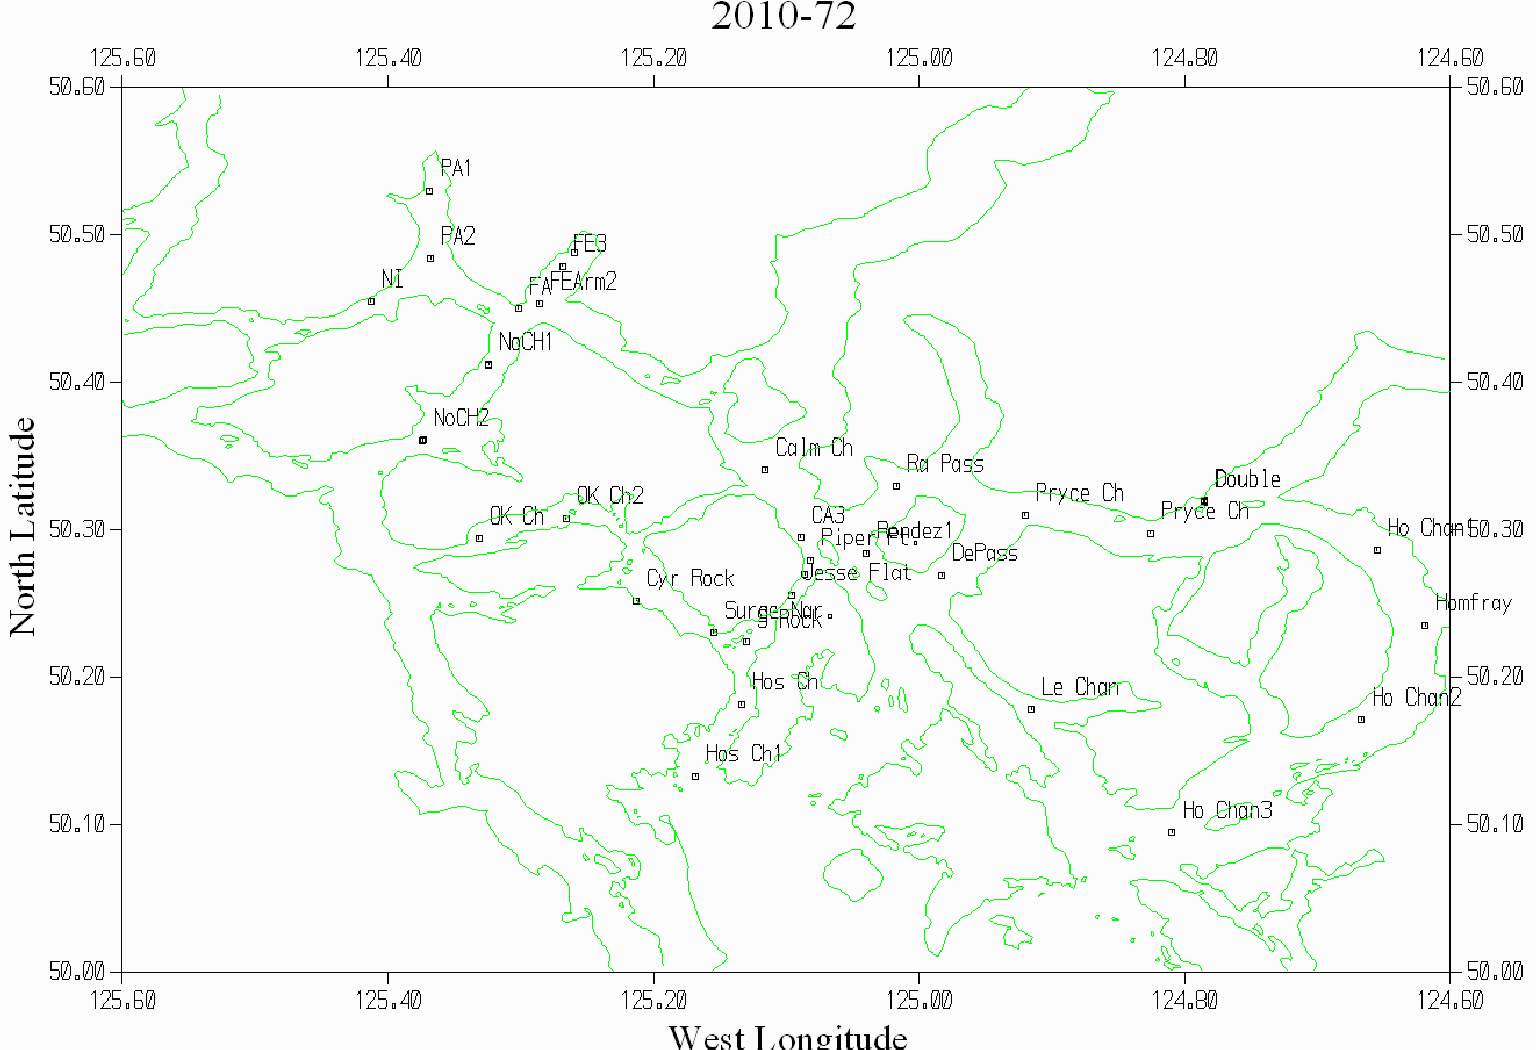 2010-72
125.60 125.40 125.20 125.00 124.80 124.60
50.60 50.60
PA1
50.50 PA2 FE3 50.50
NI FA FEArm2
NoCH1
50.40 50.40
NoCH2
Calm Ch
Ra Pass
Double
OK Ch2 Pryce Ch
OK Ch CA3 Pryce Ch
50.30 Piper Pt. Rendez1 Ho Chan1 50.30
DePass
Cyr Rock Jesse Flat
Surge Nar Homfray
S Rock
50.20 Hos Ch Le Chan 50.20
Ho Chan2
Hos Ch1
50.10 Ho Chan3 50.10
50.00 50.00
125.60 125.40 125.20 125.00 124.80 124.60
West Longitude
North Latitude